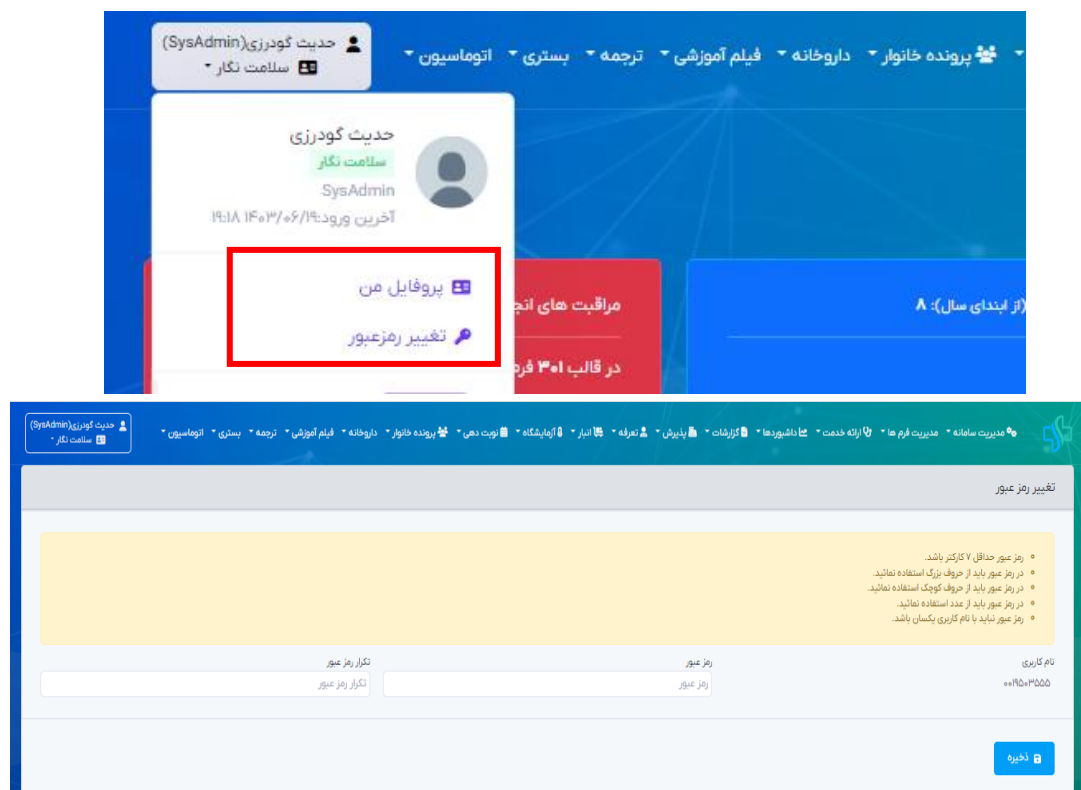 پرونده خانوار داروخانه فیلم آموزشی ترجمه بستری اتوماسیون
حدیث گودرزی(SysAdmin)
سلامت نگار
حدیث گودرزی
سلامت نگار
SysAdmin
آخرین ورود:۱۴۰۳/۰۶/۱۹ ۱۹:۱۸
پروفایل من
تغییر رمزعبور
(از ابتدای سال): ۸
مراقبت های انج
در قالب ۳۰۱ فر
مدیریت سامانه مدیریت فرم ها ارائه خدمت داشبوردها گزارشات پذیرش تعرفه انبار آزمایشگاه نوبت دهی پرونده خانوار داروخانه فیلم آموزشی ترجمه بستری اتوماسیون
حدیث گودرزی(SysAdmin)
سلامت نگار
تغییر رمز عبور
رمز عبور حداقل ۷ کارکتر باشد.
در رمز عبور باید از حروف بزرگ استفاده نمائید.
در رمز عبور باید از حروف کوچک استفاده نمائید.
در رمز عبور باید از عدد استفاده نمائید.
رمز عبور نباید با نام کاربری یکسان باشد.
نام کاربری رمز عبور تکرار رمز عبور
۰۰۱۹۵۰۳۵۵۵ رمز عبور تکرار رمز عبور
ذخیره